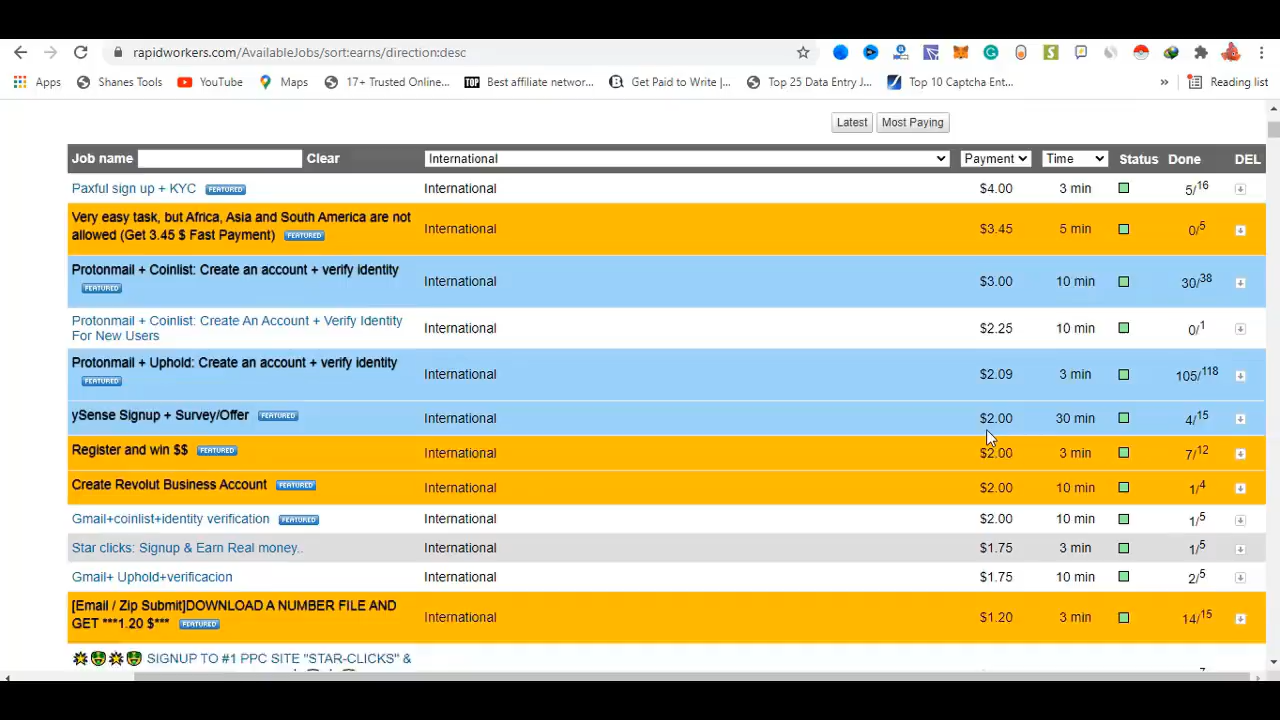 rapidworkers.com/AvailableJobs/sort:earns/direction:desc
Apps Shanes Tools YouTube Maps 17+ Trusted Onlin... Best affiliate networ... Get Paid to Write |... Top 25 Data Entry J... Top 10 Captcha Ent... » Reading list
Latest Most Paying
Job name Clear International Payment Time Status Done DEL
Paxful sign up + KYC FEATURED International $4.00 3 min 5/16
Very easy task, but Africa, Asia and South America are not
allowed (Get 3.45 $ Fast Payment) FEATURED International $3.45 5 min 0/5
Protonmail + Coinlist: Create an account + verify identity
FEATURED International $3.00 10 min 30/38
Protonmail + Coinlist: Create An Account + Verify Identity
For New Users International $2.25 10 min 0/1
Protonmail + Uphold: Create an account + verify identity
FEATURED International $2.09 3 min 105/118
ySense Signup + Survey/Offer FEATURED International $2.00 30 min 4/15
Register and win $$ FEATURED International $2.00 3 min 7/12
Create Revolut Business Account FEATURED International $2.00 10 min 1/4
Gmail+coinlist+identity verification FEATURED International $2.00 10 min 1/5
Star clicks: Signup & Earn Real money.. International $1.75 3 min 1/5
Gmail+ Uphold+verificacion International $1.75 10 min 2/5
[Email / Zip Submit]DOWNLOAD A NUMBER FILE AND
GET ***1.20 $*** FEATURED International $1.20 3 min 14/15
SIGNUP TO #1 PPC SITE "STAR-CLICKS" &